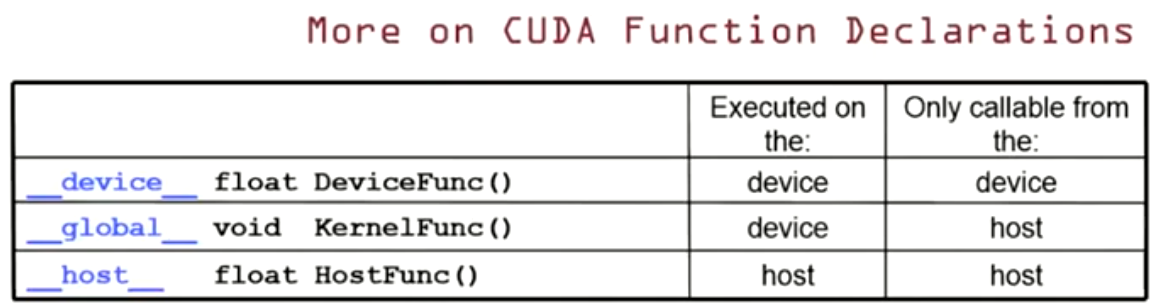 More on CUDA Function Declarations
Executed on the: Only callable from the:
__device__ float DeviceFunc() device device
__global__ void KernelFunc() device host
__host__ float HostFunc() host host